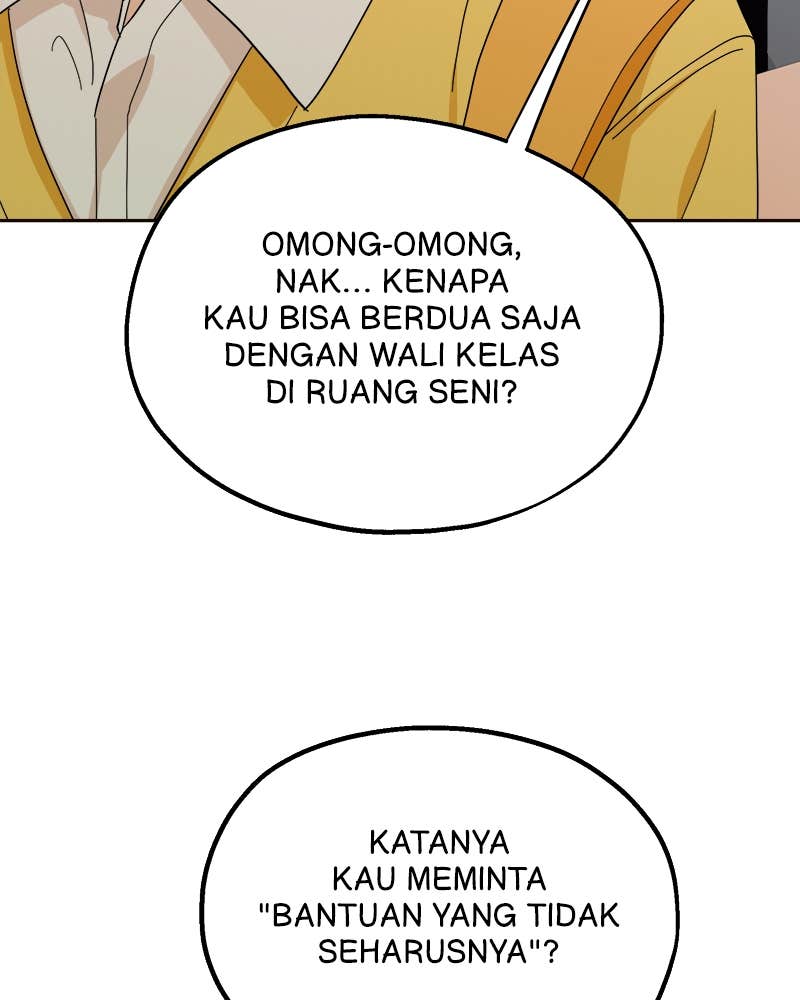 OMONG-OMONG,
NAK... KENAPA
KAU BISA BERDUA SAJA
DENGAN WALI KELAS
DI RUANG SENI?
KATANYA
KAU MEMINTA
"BANTUAN YANG TIDAK
SEHARUSNYA"?